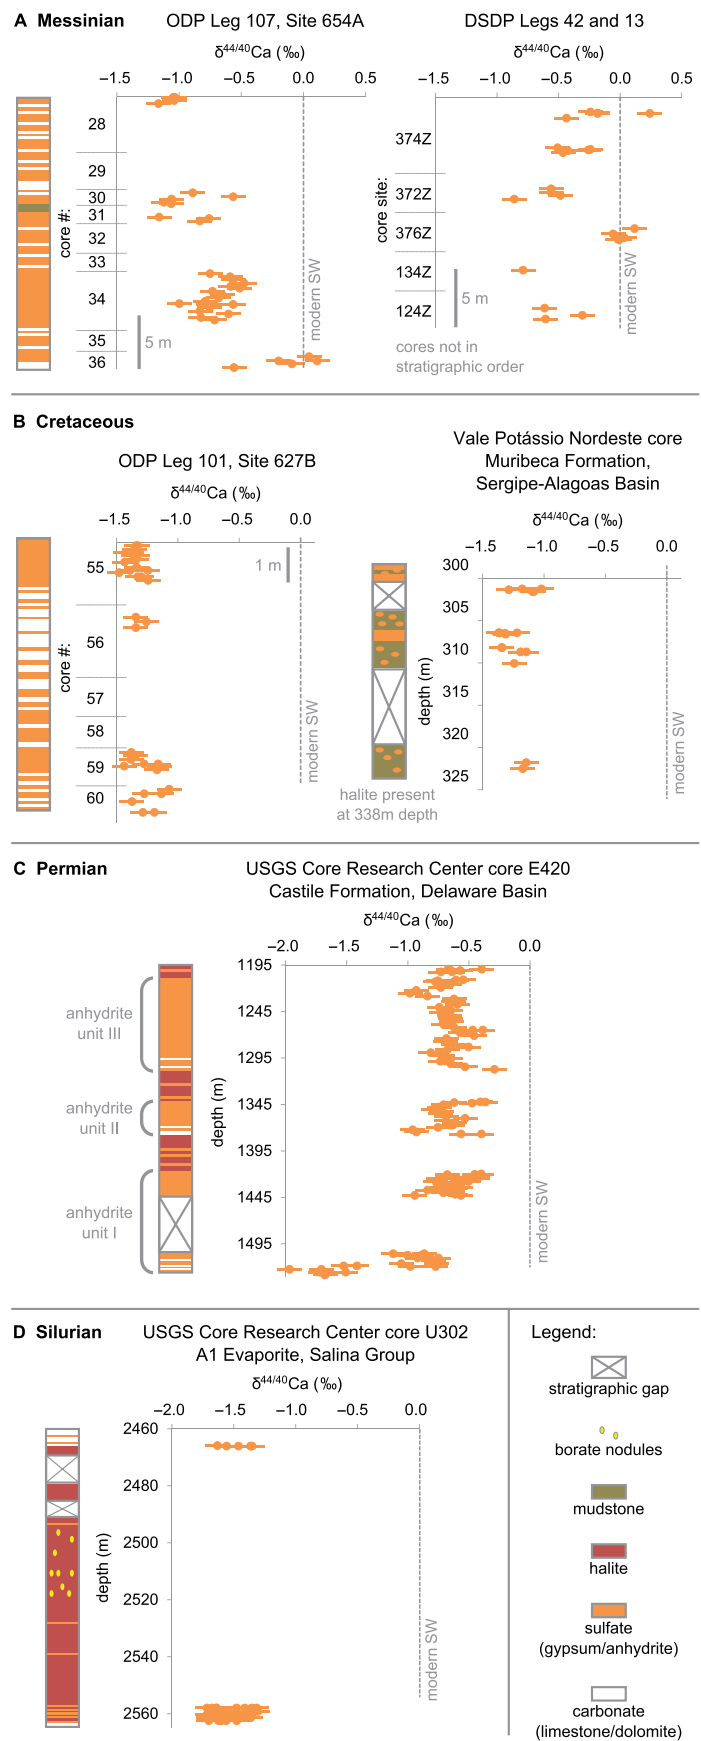 A Messinian
ODP Leg 107, Site 654A
δ44/40Ca (‰)
−1.5 −1.0 −0.5 0.0 0.5
core #:
28
29
30
31
32
33
34
35
36
5 m
modern SW
DSDP Legs 42 and 13
δ44/40Ca (‰)
−1.5 −1.0 −0.5 0.0 0.5
core site:
374Z
372Z
376Z
134Z
124Z
5 m
modern SW
cores not in
stratigraphic order
B Cretaceous
ODP Leg 101, Site 627B
δ44/40Ca (‰)
−1.5 −1.0 −0.5 0.0
core #:
55
56
57
58
59
60
1 m
modern SW
Vale Potássio Nordeste core
Muribeca Formation,
Sergipe-Alagoas Basin
δ44/40Ca (‰)
−1.5 −1.0 −0.5 0.0
depth (m)
300
305
310
315
320
325
modern SW
halite present
at 338m depth
C Permian
USGS Core Research Center core E420
Castile Formation, Delaware Basin
δ44/40Ca (‰)
−2.0 −1.5 −1.0 −0.5 0.0
anhydrite
unit III
anhydrite
unit II
anhydrite
unit I
depth (m)
1195
1245
1295
1345
1395
1445
1495
modern SW
D Silurian
USGS Core Research Center core U302
A1 Evaporite, Salina Group
δ44/40Ca (‰)
−2.0 −1.5 −1.0 0.0
depth (m)
2460
2480
2500
2520
2540
2560
modern SW
Legend:
stratigraphic gap
borate nodules
mudstone
halite
sulfate
(gypsum/anhydrite)
carbonate
(limestone/dolomite)